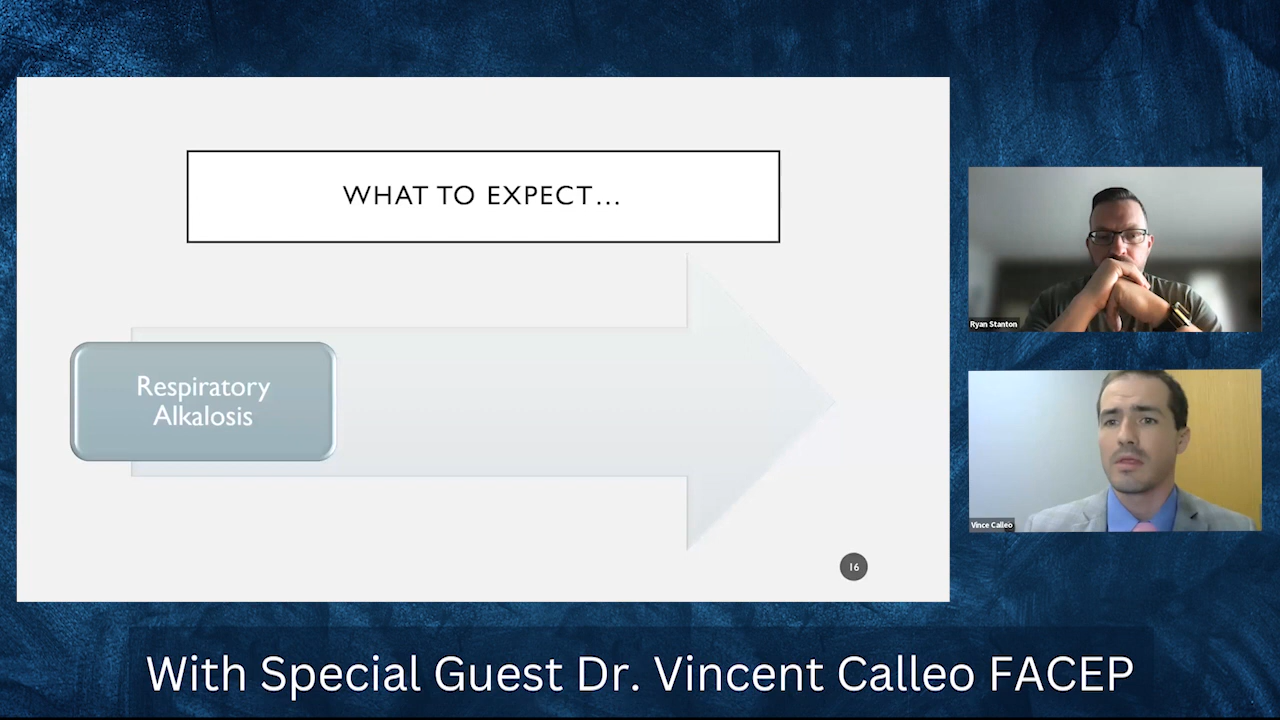 WHAT TO EXPECT...
Respiratory
Alkalosis
16
Ryan Stanton
Vince Calleo
With Special Guest Dr. Vincent Calleo FACEP